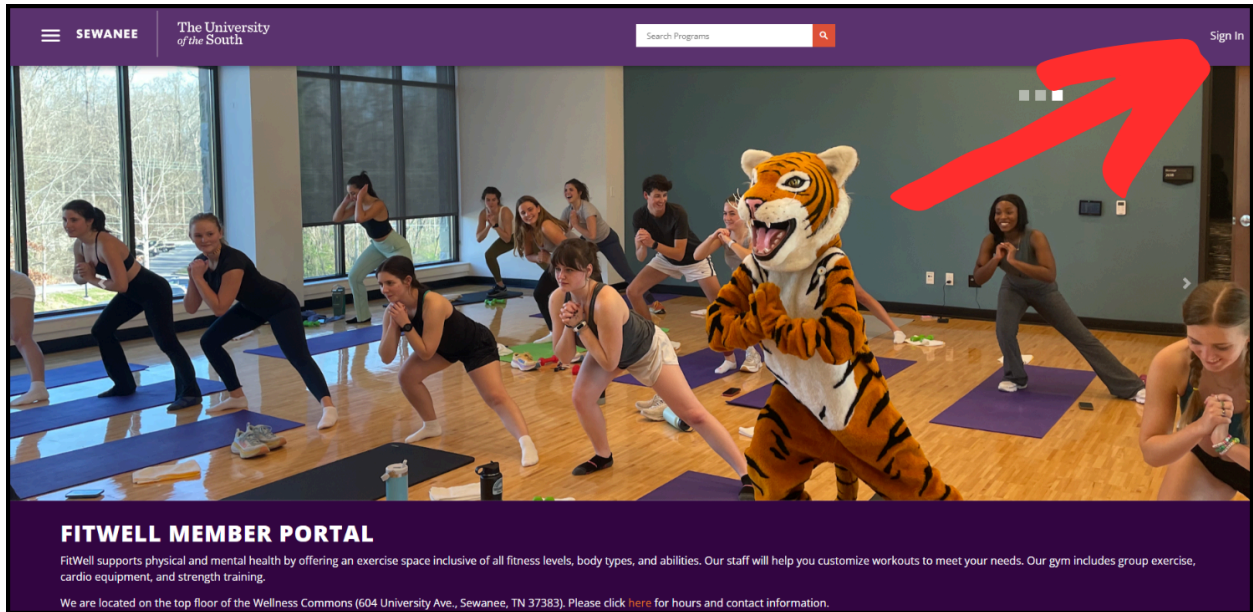 SEWANEE
The University
of the South
Search Programs
Sign In
FITWELL MEMBER PORTAL
FitWell supports physical and mental health by offering an exercise space inclusive of all fitness levels, body types, and abilities. Our staff will help you customize workouts to meet your needs. Our gym includes group exercise,
cardio equipment, and strength training.
We are located on the top floor of the Wellness Commons (604 University Ave., Sewanee, TN 37383). Please click here for hours and contact information.